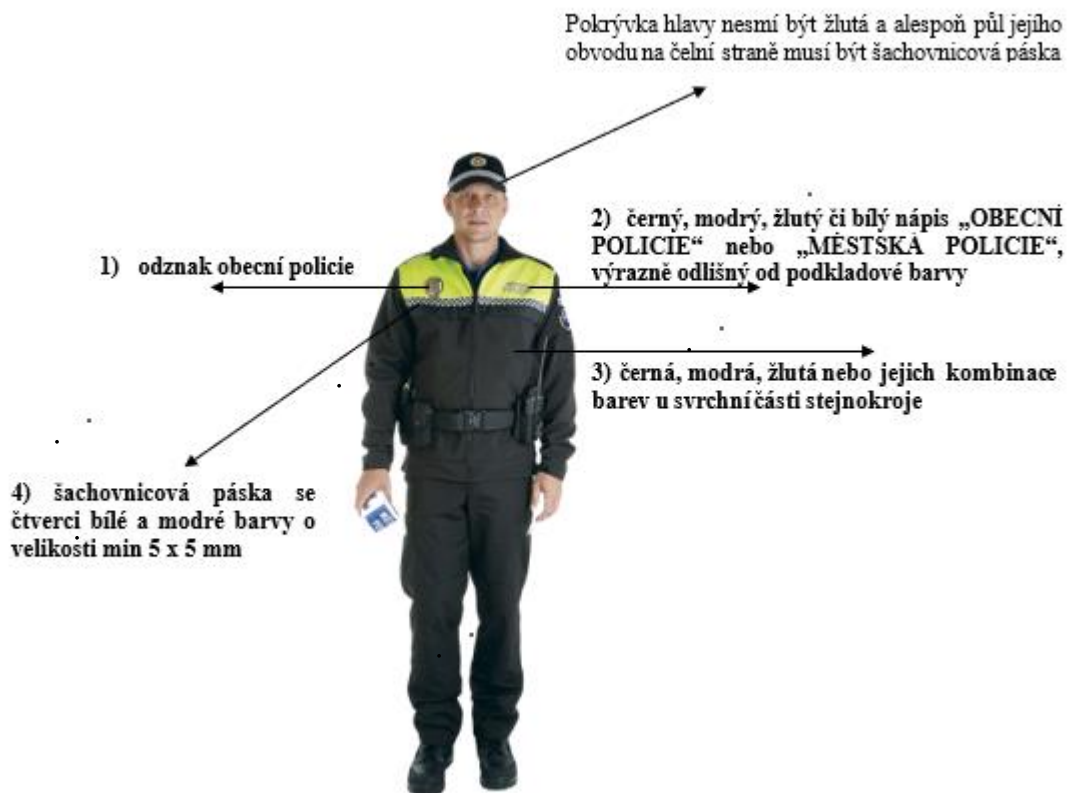 Pokrývka hlavy nesmí být žlutá a alespoň půl jejího
obvodu na čelní straně musí být šachovnicová páska
2) černý, modrý, žlutý či bílý nápis „OBECNÍ
POLICIE“ nebo „MĚSTSKÁ POLICIE“,
výrazně odlišný od podkladové barvy
1) odznak obecní policie
3) černá, modrá, žlutá nebo jejich kombinace
barev u svrchní části stejnokroje
4) šachovnicová páska se
čtverci bílé a modré barvy o
velikosti min 5 x 5 mm